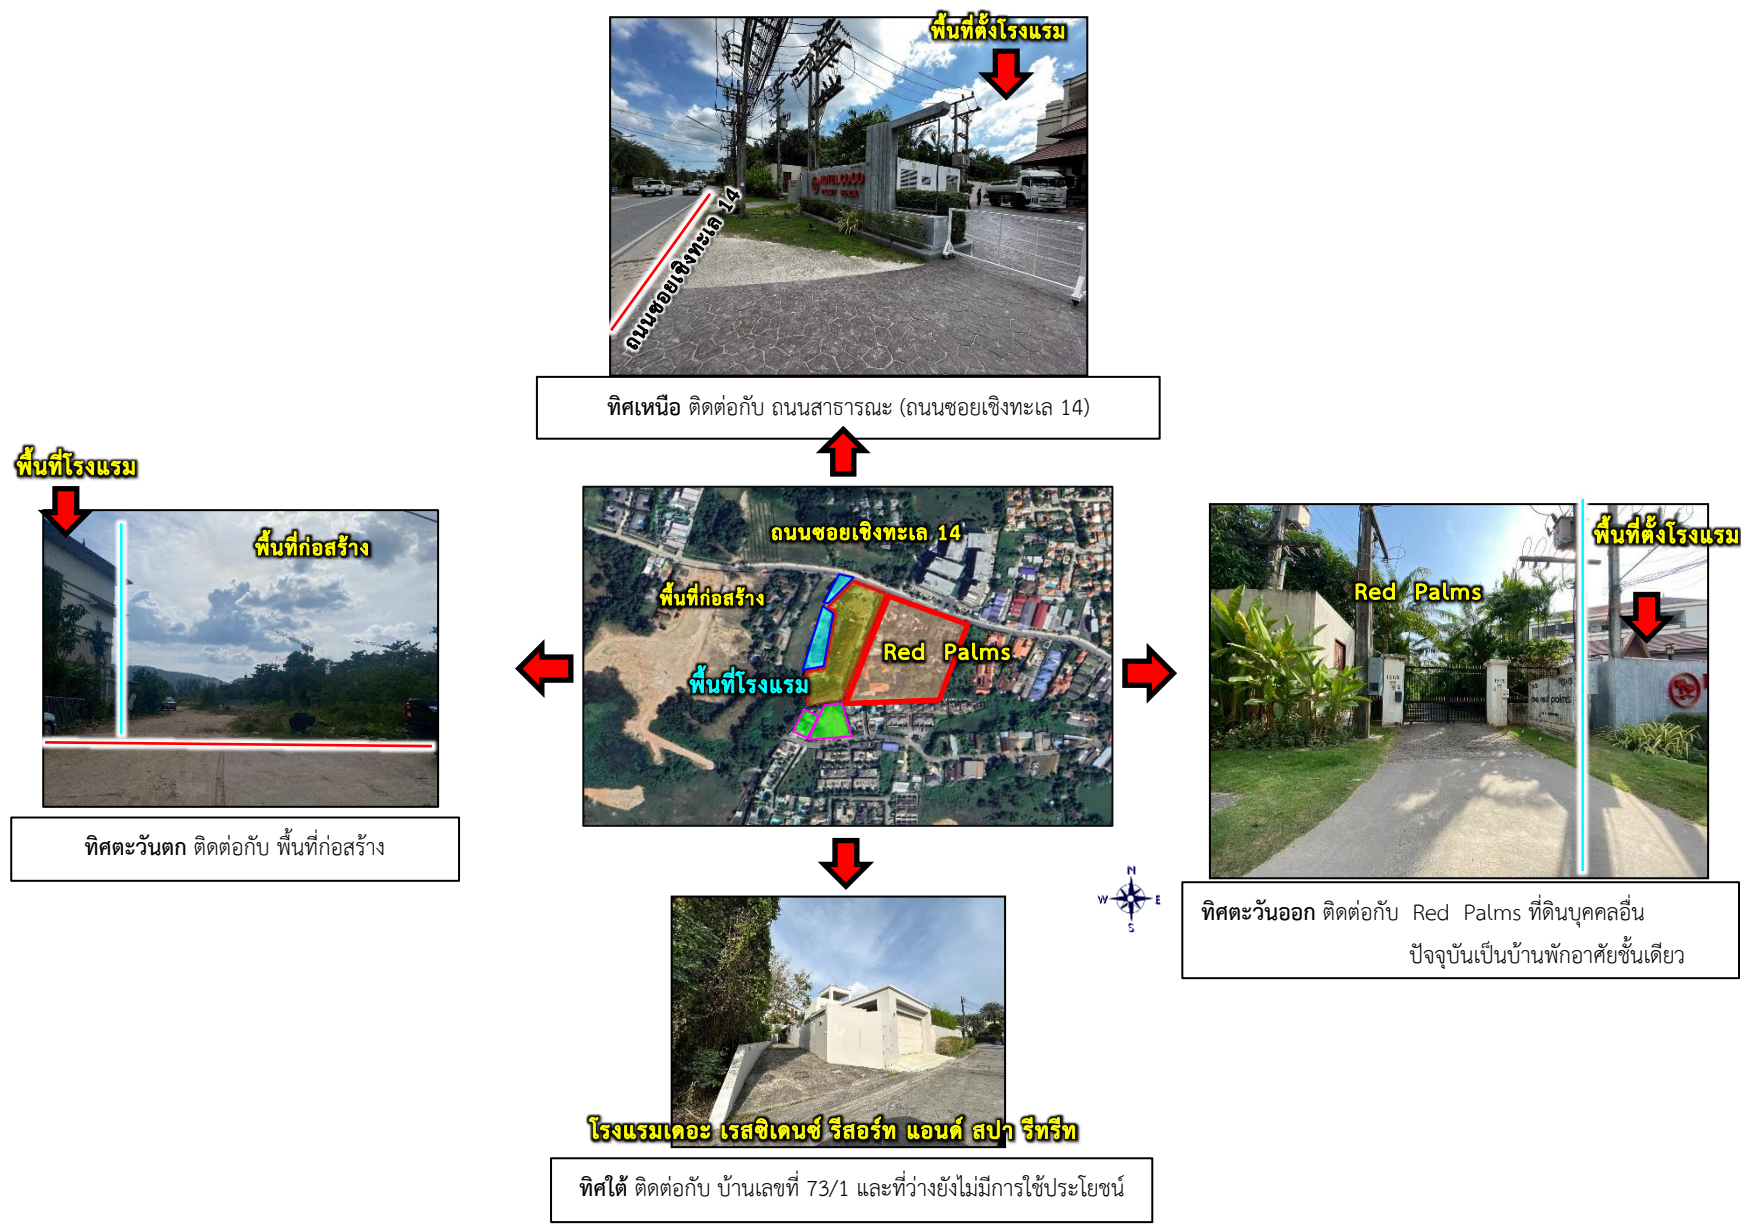 พื้นที่ตั้งโรงแรม
HOTEL COCO
ถนนซอยเชิงทะเล 14
ทิศเหนือ ติดต่อกับ ถนนสาธารณะ (ถนนซอยเชิงทะเล 14)
พื้นที่โรงแรม
พื้นที่ก่อสร้าง
ทิศตะวันตก ติดต่อกับ พื้นที่ก่อสร้าง
ถนนซอยเชิงทะเล 14
พื้นที่ก่อสร้าง
Red Palms
พื้นที่โรงแรม
พื้นที่ตั้งโรงแรม
Red Palms
the red palms
N
W E
S
ทิศตะวันออก ติดต่อกับ Red Palms ที่ดินบุคคลอื่น
ปัจจุบันเป็นบ้านพักอาศัยชั้นเดียว
โรงแรมเดอะ เรสซิเดนซ์ รีสอร์ท แอนด์ สปา รีทรีท
ทิศใต้ ติดต่อกับ บ้านเลขที่ 73/1 และที่ว่างยังไม่มีการใช้ประโยชน์